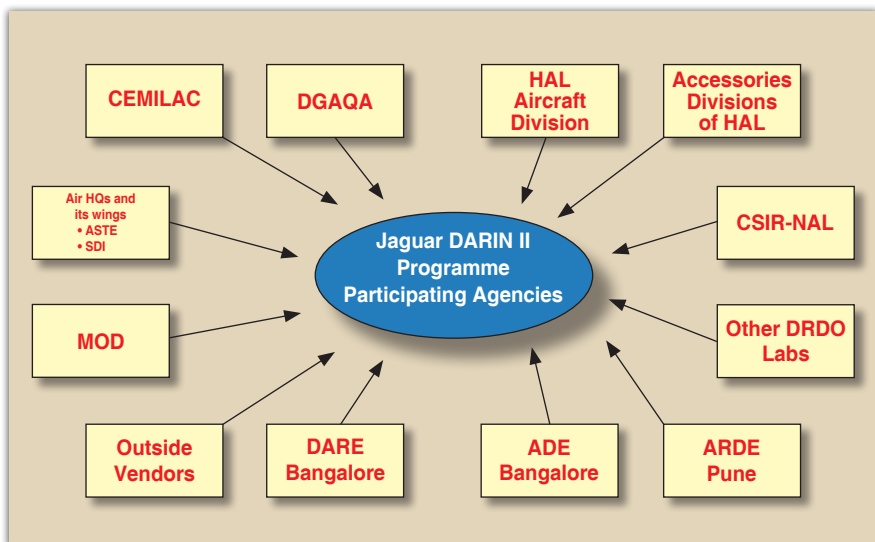 CEMILAC
DGAQA
HAL
Aircraft
Division
Accessories
Divisions
of HAL
Air HQs and
its wings
• ASTE
• SDI
Jaguar DARIN II
Programme
Participating Agencies
CSIR-NAL
MOD
Other DRDO
Labs
Outside
Vendors
DARE
Bangalore
ADE
Bangalore
ARDE
Pune